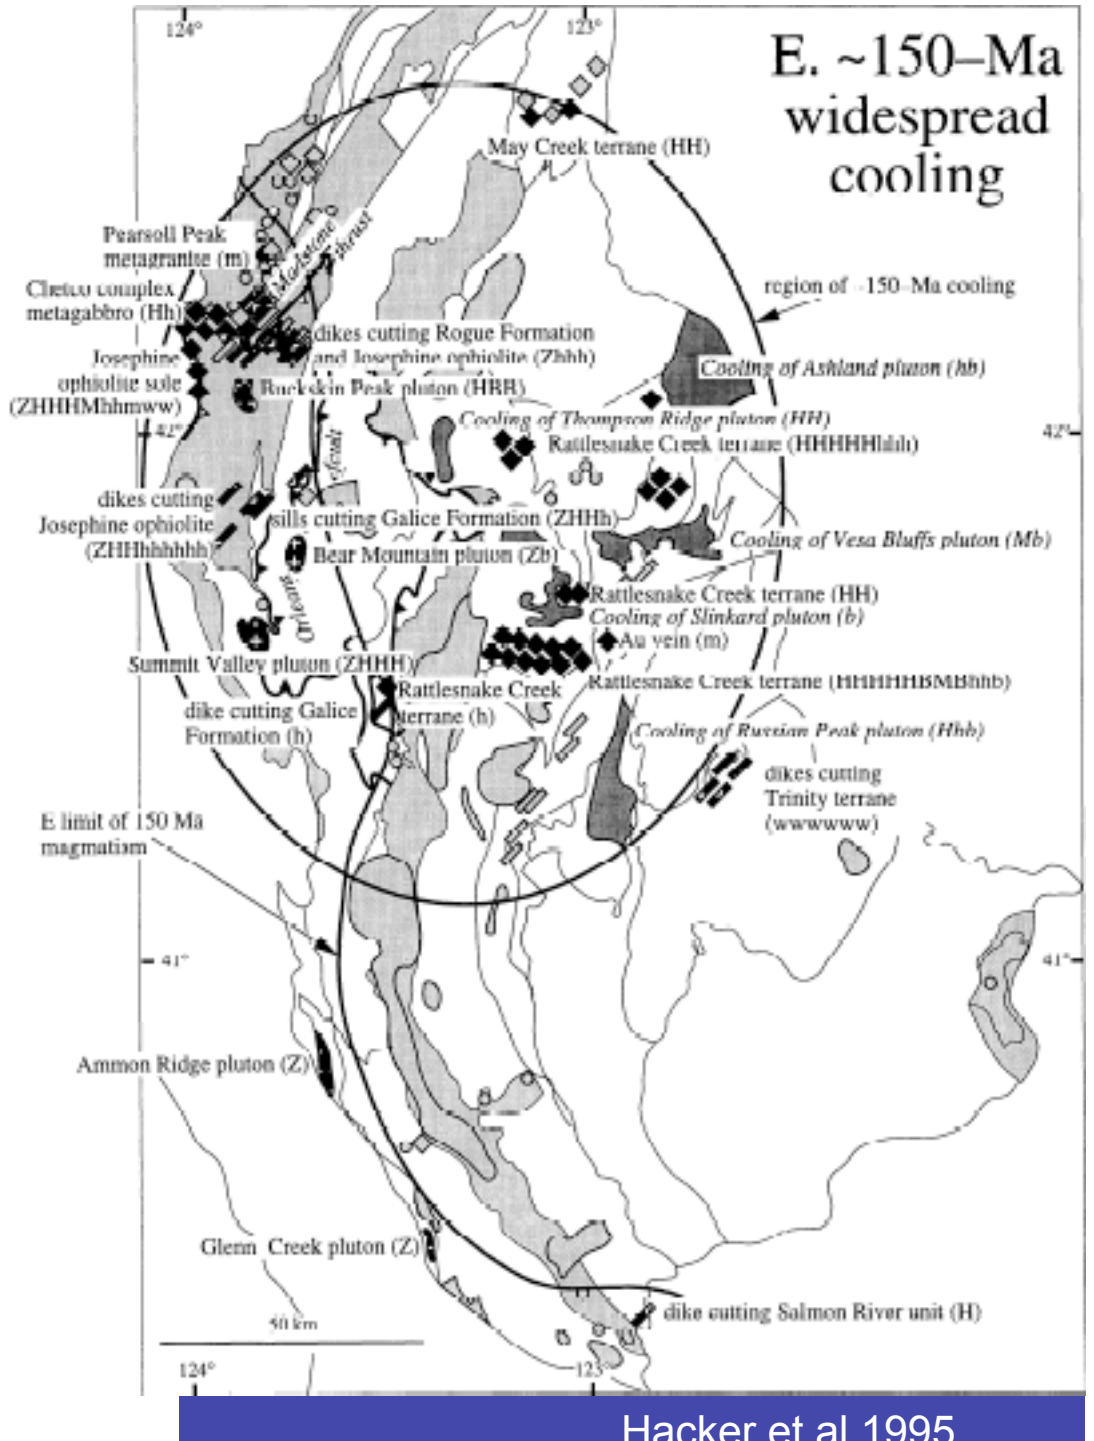 124°
123°
E. ~150–Ma
widespread
cooling
May Creek terrane (HH)
Pearsoll Peak
metagranite (m)
Madstone
thrust
Chetco complex
metagabbro (Hh)
region of ~150–Ma cooling
dikes cutting Rogue Formation
and Josephine ophiolite (Zhhh)
Josephine
ophiolite sole
(ZHHHMhhmww)
Cooling of Ashland pluton (hb)
Buckskin Peak pluton (HBB)
Cooling of Thompson Ridge pluton (HH)
42°
42°
Rattlesnake Creek terrane (HHHHHhhh)
fault
dikes cutting
Josephine ophiolite
(ZHHhhhhhh)
sills cutting Galice Formation (ZHHh)
Cooling of Vesa Bluffs pluton (Mb)
Bear Mountain pluton (Zb)
Orleans
Rattlesnake Creek terrane (HH)
Cooling of Slinkard pluton (b)
Au vein (m)
Summit Valley pluton (ZHHH)
Rattlesnake Creek terrane (HHHHHBMBhhb)
Rattlesnake Creek
terrane (h)
dike cutting Galice
Formation (h)
Cooling of Russian Peak pluton (Hbb)
dikes cutting
Trinity terrane
(wwwwww)
E limit of 150 Ma
magmatism
41°
41°
Ammon Ridge pluton (Z)
Glenn Creek pluton (Z)
dike cutting Salmon River unit (H)
50 km
124°
123°
Hacker et al 1995